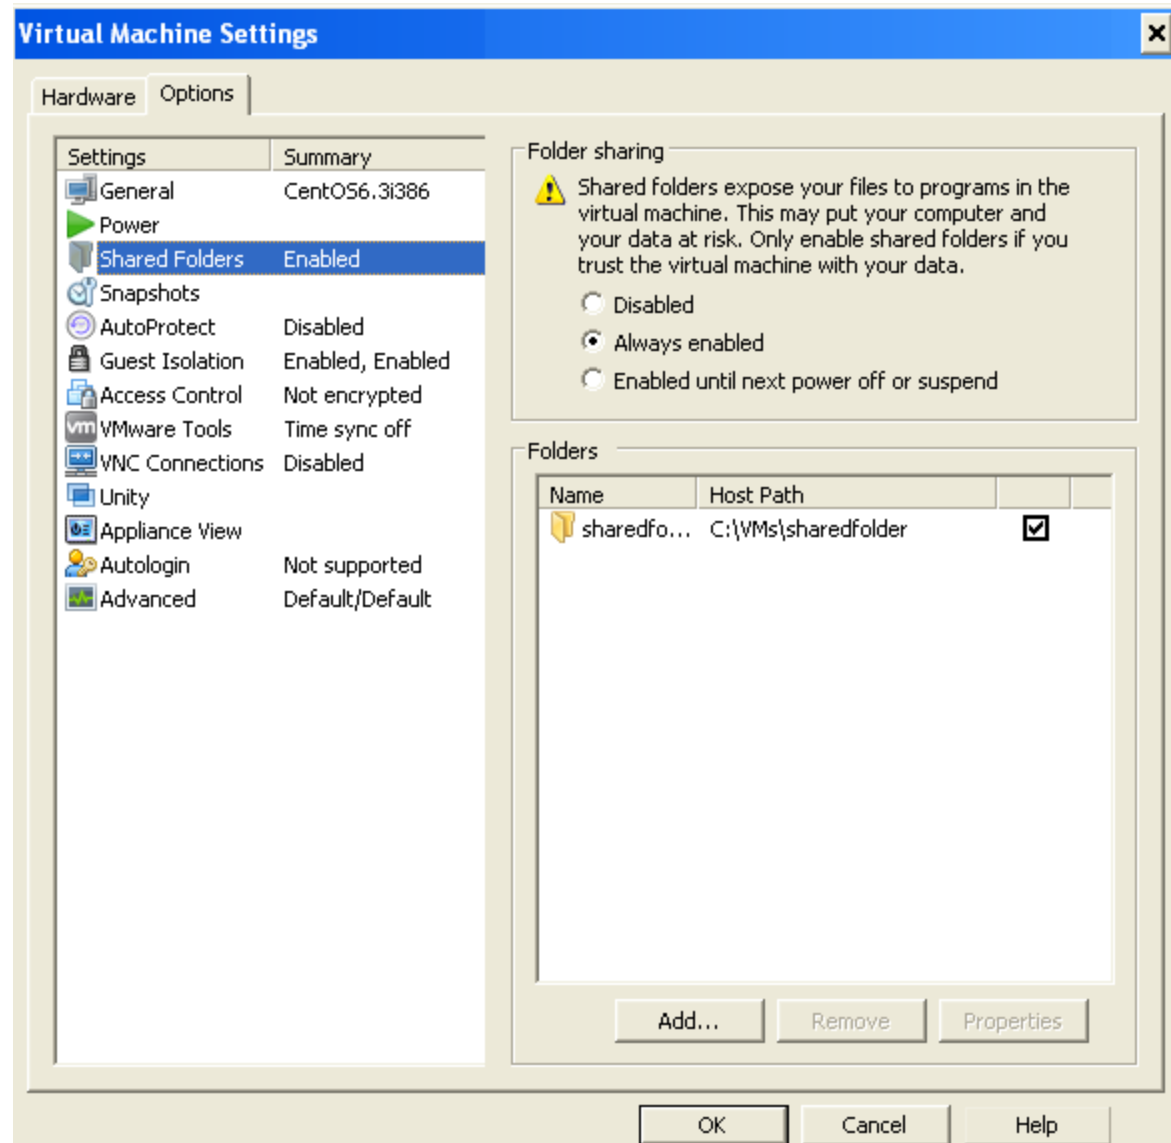 Virtual Machine Settings
Hardware Options
Settings Summary
General CentOS6.3i386
Power
Shared Folders Enabled
Snapshots
AutoProtect Disabled
Guest Isolation Enabled, Enabled
Access Control Not encrypted
vm VMware Tools Time sync off
VNC Connections Disabled
Unity
Appliance View
Autologin Not supported
Advanced Default/Default
Folder sharing
Shared folders expose your files to programs in the
virtual machine. This may put your computer and
your data at risk. Only enable shared folders if you
trust the virtual machine with your data.
Disabled
Always enabled
Enabled until next power off or suspend
Folders
Name Host Path
sharedfo... C:\VMs\sharedfolder
Add... Remove Properties
OK Cancel Help